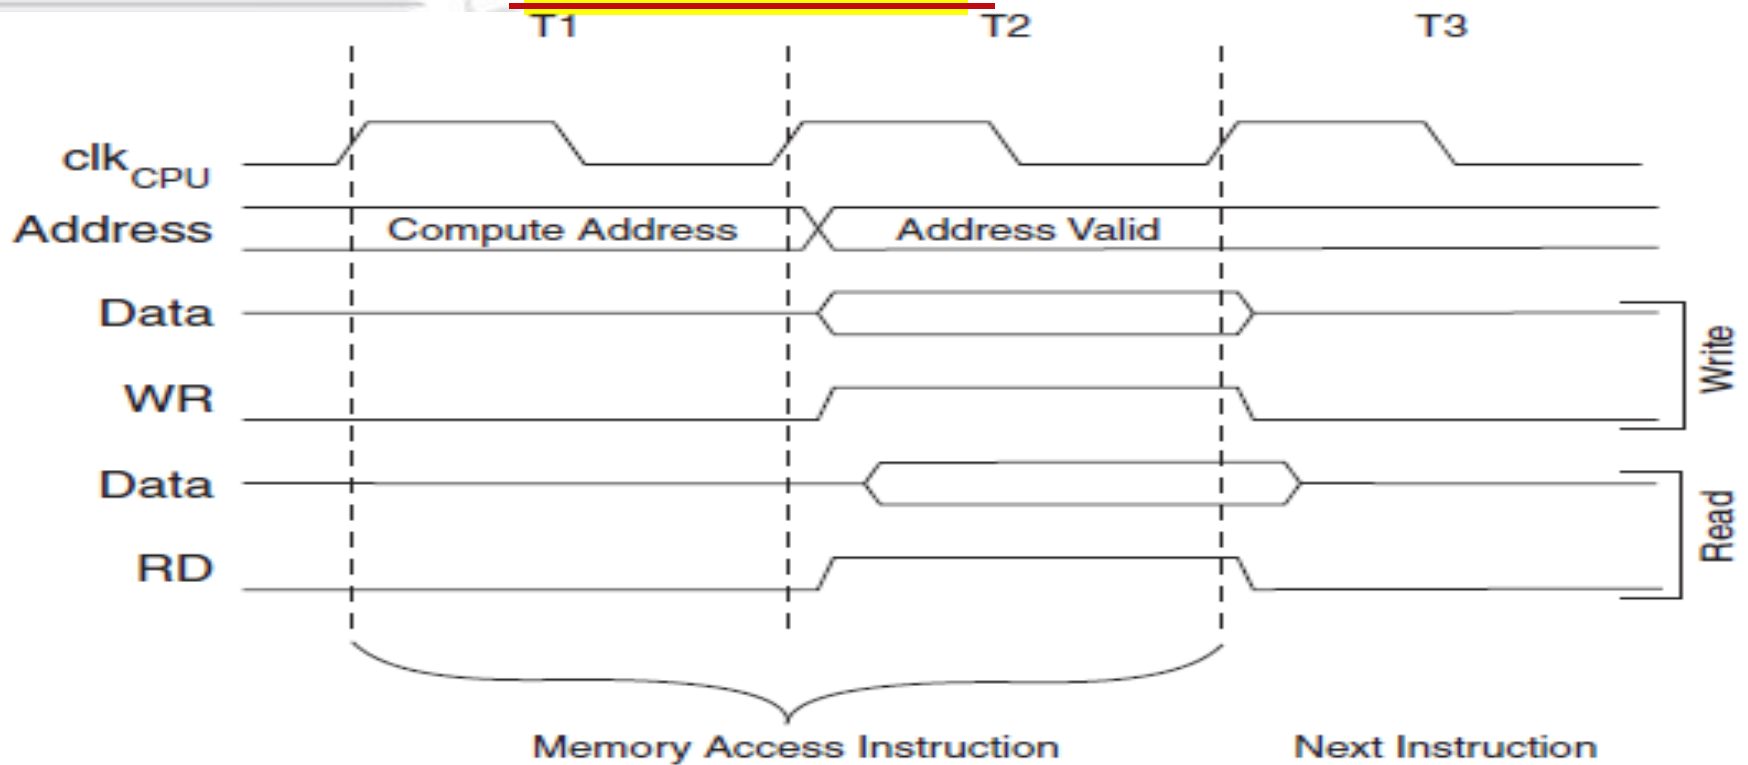 T1 T2 T3
clkCPU
Address Compute Address Address Valid
Data
WR
Write
Data
RD
Read
Memory Access Instruction Next Instruction